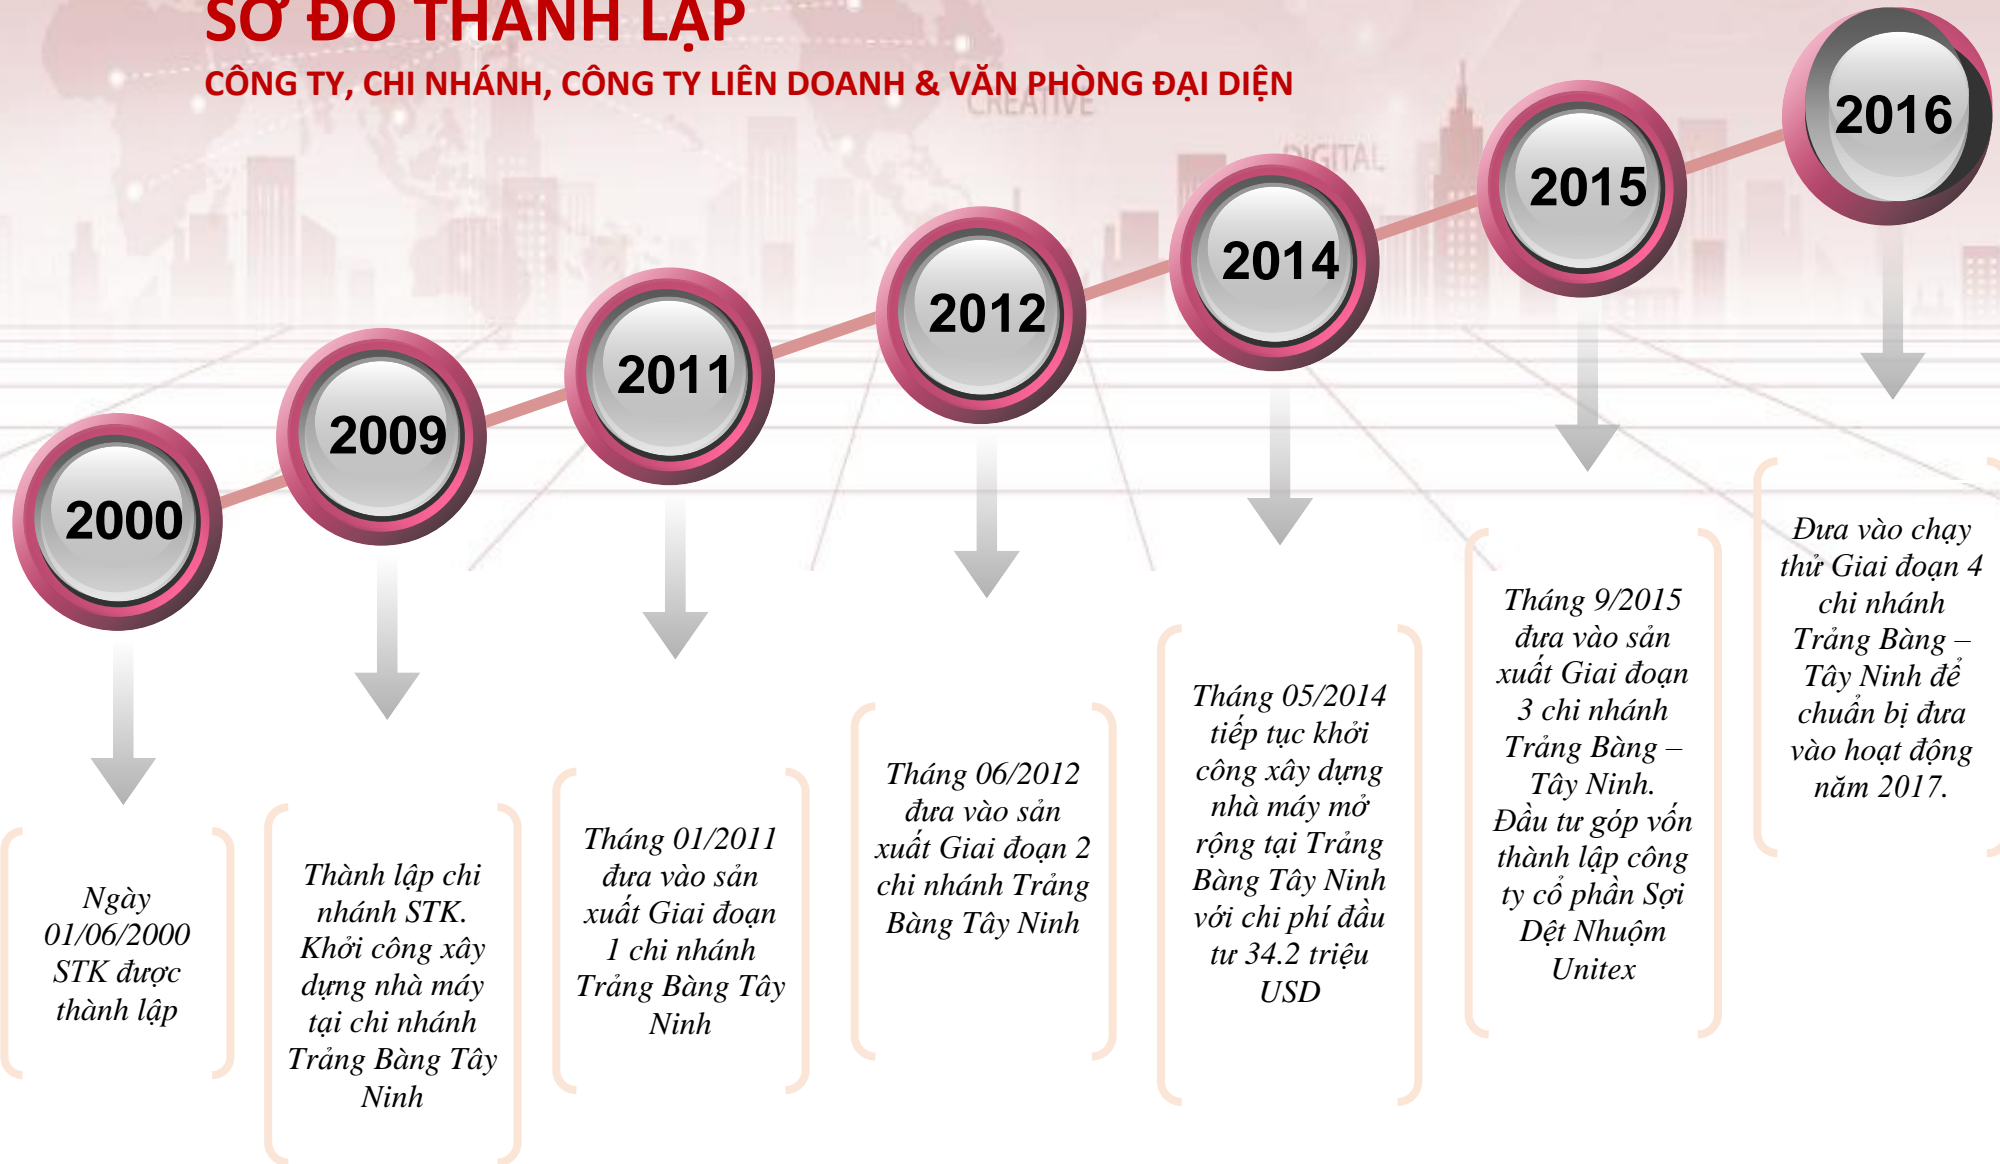 SƠ ĐỒ THÀNH LẬP
CÔNG TY, CHI NHÁNH, CÔNG TY LIÊN DOANH & VĂN PHÒNG ĐẠI DIỆN
CREATIVE
DIGITAL
2000
2009
2011
2012
2014
2015
2016
Ngày
01/06/2000
STK được
thành lập
Thành lập chi
nhánh STK.
Khởi công xây
dựng nhà máy
tại chi nhánh
Trảng Bàng Tây
Ninh
Tháng 01/2011
đưa vào sản
xuất Giai đoạn
1 chi nhánh
Trảng Bàng Tây
Ninh
Tháng 06/2012
đưa vào sản
xuất Giai đoạn 2
chi nhánh Trảng
Bàng Tây Ninh
Tháng 05/2014
tiếp tục khởi
công xây dựng
nhà máy mở
rộng tại Trảng
Bàng Tây Ninh
với chi phí đầu
tư 34.2 triệu
USD
Tháng 9/2015
đưa vào sản
xuất Giai đoạn
3 chi nhánh
Trảng Bàng –
Tây Ninh.
Đầu tư góp vốn
thành lập công
ty cổ phần Sợi
Dệt Nhuộm
Unitex
Đưa vào chạy
thử Giai đoạn 4
chi nhánh
Trảng Bàng –
Tây Ninh để
chuẩn bị đưa
vào hoạt động
năm 2017.